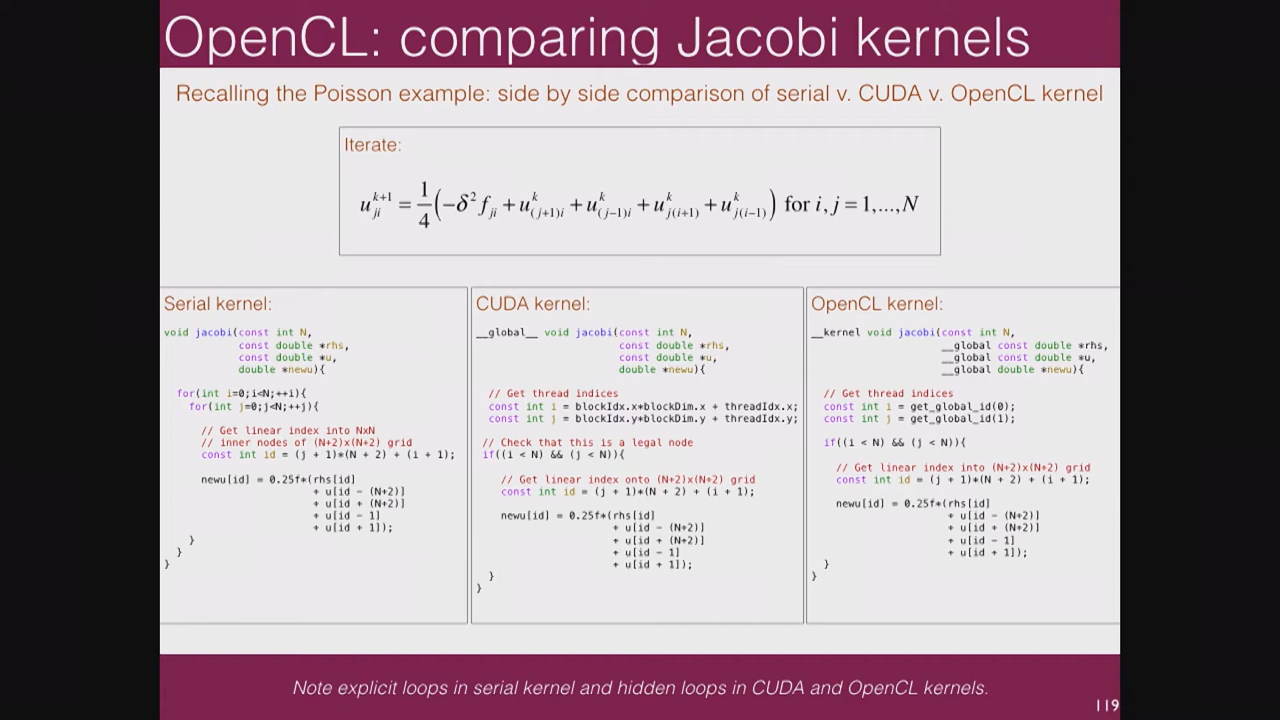 OpenCL: comparing Jacobi kernels
Recalling the Poisson example: side by side comparison of serial v. CUDA v. OpenCL kernel
Iterate:
u_{ji}^{k+1} = \frac{1}{4}(-δ^2 f_{ji} + u_{(j+1)i}^k + u_{(j-1)i}^k + u_{j(i+1)}^k + u_{j(i-1)}^k) for i, j = 1,...,N
Serial kernel:
void jacobi(const int N,
const double *rhs,
const double *u,
double *newu){
for(int i=0;i<N;++i){
for(int j=0;j<N;++j){
// Get linear index into NxN
// inner nodes of (N+2)x(N+2) grid
const int id = (j + 1)*(N + 2) + (i + 1);
newu[id] = 0.25f*(rhs[id]
+ u[id - (N+2)]
+ u[id + (N+2)]
+ u[id - 1]
+ u[id + 1]);
}
}
}
CUDA kernel:
__global__ void jacobi(const int N,
const double *rhs,
const double *u,
double *newu){
// Get thread indices
const int i = blockIdx.x*blockDim.x + threadIdx.x;
const int j = blockIdx.y*blockDim.y + threadIdx.y;
// Check that this is a legal node
if((i < N) && (j < N)){
// Get linear index onto (N+2)x(N+2) grid
const int id = (j + 1)*(N + 2) + (i + 1);
newu[id] = 0.25f*(rhs[id]
+ u[id - (N+2)]
+ u[id + (N+2)]
+ u[id - 1]
+ u[id + 1]);
}
}
OpenCL kernel:
__kernel void jacobi(const int N,
__global const double *rhs,
__global const double *u,
__global double *newu){
// Get thread indices
const int i = get_global_id(0);
const int j = get_global_id(1);
if((i < N) && (j < N)){
// Get linear index into (N+2)x(N+2) grid
const int id = (j + 1)*(N + 2) + (i + 1);
newu[id] = 0.25f*(rhs[id]
+ u[id - (N+2)]
+ u[id + (N+2)]
+ u[id - 1]
+ u[id + 1]);
}
}
Note explicit loops in serial kernel and hidden loops in CUDA and OpenCL kernels.
119